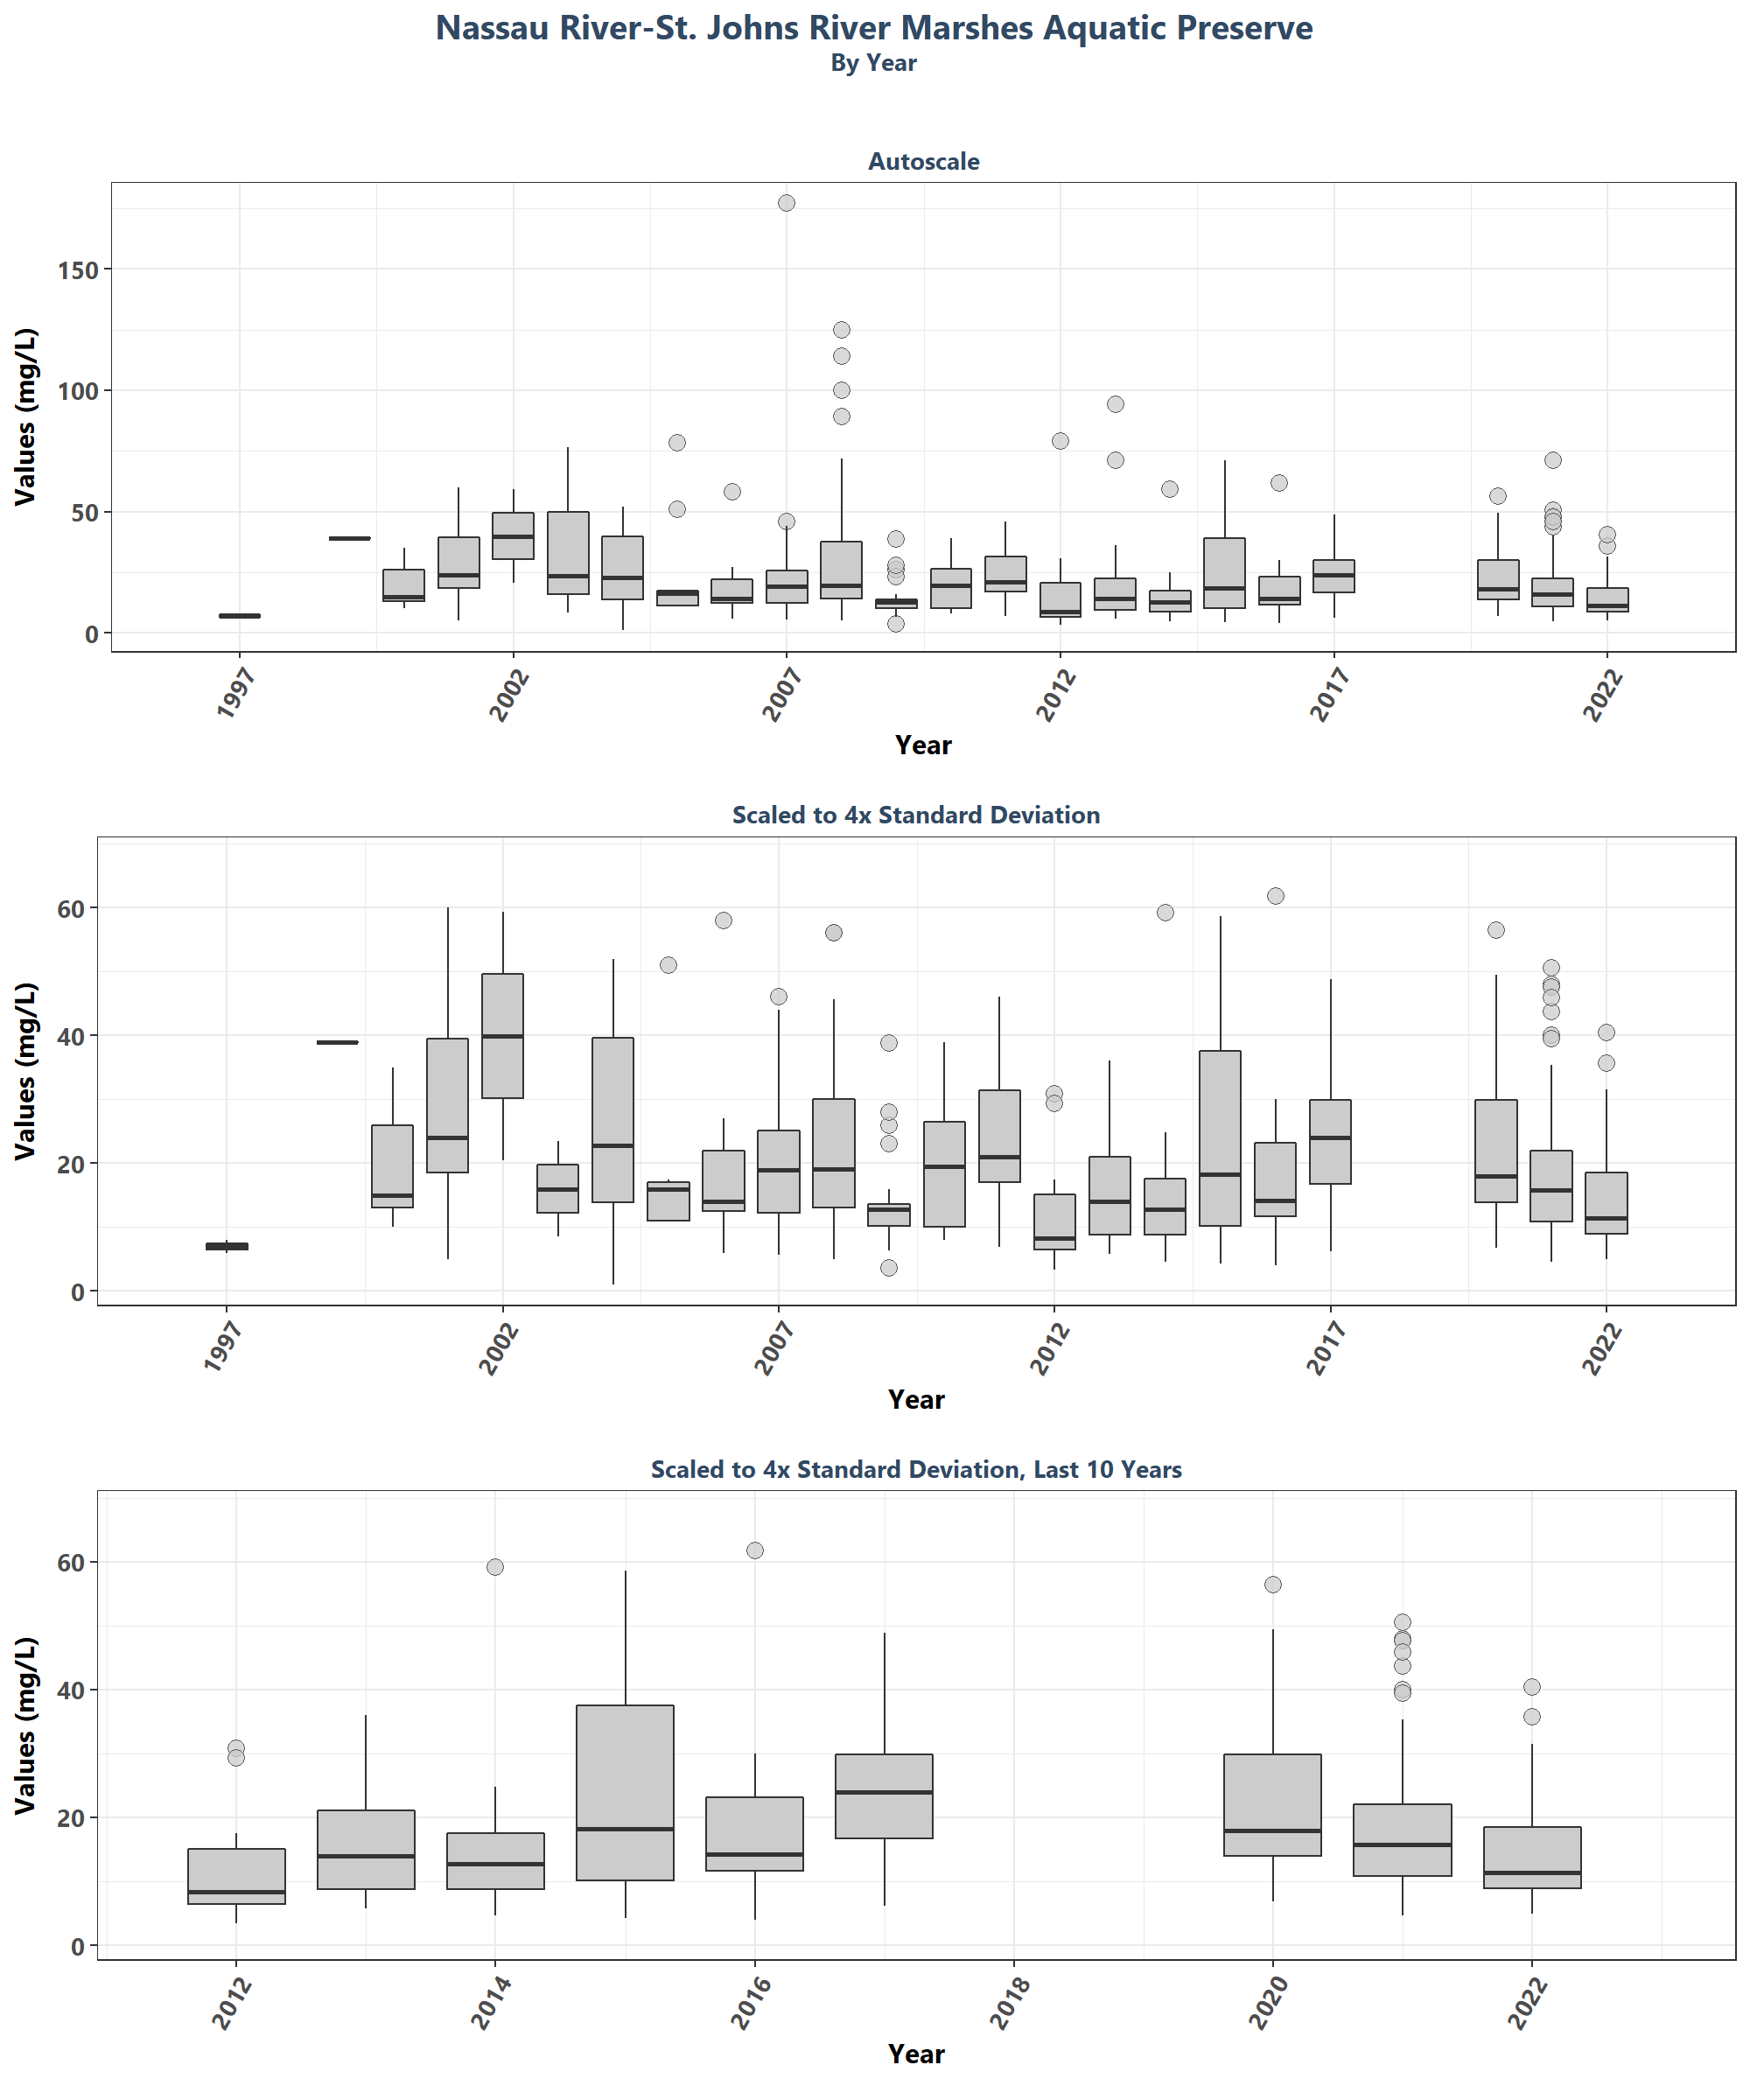 Nassau River-St. Johns River Marshes Aquatic Preserve
By Year
Autoscale
Values (mg/L)
150
100
50
0
1997
2002
2007
2012
2017
2022
Year
Scaled to 4x Standard Deviation
Values (mg/L)
60
40
20
0
1997
2002
2007
2012
2017
2022
Year
Scaled to 4x Standard Deviation, Last 10 Years
Values (mg/L)
60
40
20
0
2012
2014
2016
2018
2020
2022
Year